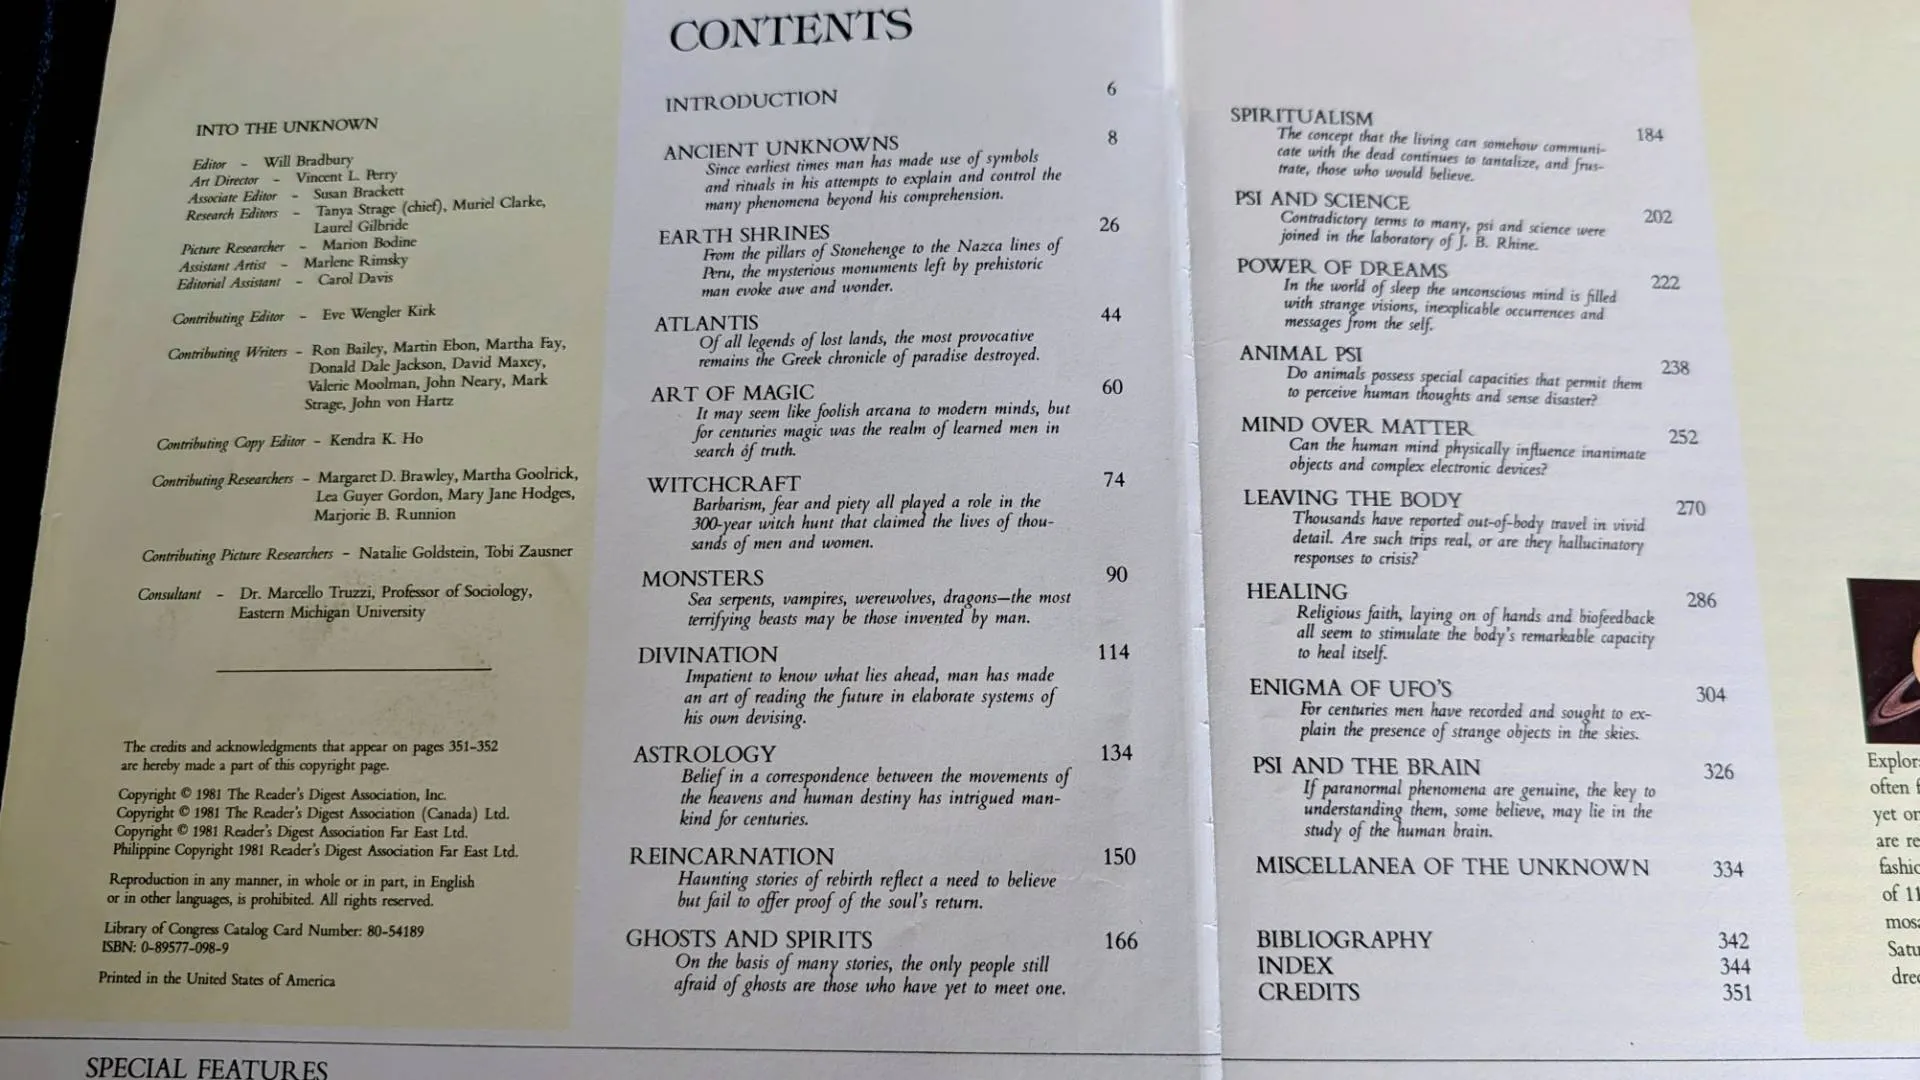 INTO THE UNKNOWN
Editor – Will Bradbury
Art Director – Vincent L. Perry
Associate Editor – Susan Brackett
Research Editors – Tanya Strage (chief), Muriel Clarke,
Laurel Gilbride
Picture Researcher – Marion Bodine
Assistant Artist – Marlene Rimsky
Editorial Assistant – Carol Davis
Contributing Editor – Eve Wengler Kirk
Contributing Writers – Ron Bailey, Martin Ebon, Martha Fay,
Donald Dale Jackson, David Maxey,
Valerie Moolman, John Neary, Mark
Strage, John von Hartz
Contributing Copy Editor – Kendra K. Ho
Contributing Researchers – Margaret D. Brawley, Martha Goolrick,
Lea Guyer Gordon, Mary Jane Hodges,
Marjorie B. Runnion
Contributing Picture Researchers – Natalie Goldstein, Tobi Zausner
Consultant – Dr. Marcello Truzzi, Professor of Sociology,
Eastern Michigan University
The credits and acknowledgments that appear on pages 351–352
are hereby made a part of this copyright page.
Copyright © 1981 The Reader's Digest Association, Inc.
Copyright © 1981 The Reader's Digest Association (Canada) Ltd.
Copyright © 1981 Reader's Digest Association Far East Ltd.
Philippine Copyright 1981 Reader's Digest Association Far East Ltd.
Reproduction in any manner, in whole or in part, in English
or in other languages, is prohibited. All rights reserved.
Library of Congress Catalog Card Number: 80-54189
ISBN: 0-89577-098-9
Printed in the United States of America
CONTENTS
INTRODUCTION 6
ANCIENT UNKNOWNS 8
Since earliest times man has made use of symbols
and rituals in his attempts to explain and control the
many phenomena beyond his comprehension.
EARTH SHRINES 26
From the pillars of Stonehenge to the Nazca lines of
Peru, the mysterious monuments left by prehistoric
man evoke awe and wonder.
ATLANTIS 44
Of all legends of lost lands, the most provocative
remains the Greek chronicle of paradise destroyed.
ART OF MAGIC 60
It may seem like foolish arcana to modern minds, but
for centuries magic was the realm of learned men in
search of truth.
WITCHCRAFT 74
Barbarism, fear and piety all played a role in the
300-year witch hunt that claimed the lives of thou-
sands of men and women.
MONSTERS 90
Sea serpents, vampires, werewolves, dragons—the most
terrifying beasts may be those invented by man.
DIVINATION 114
Impatient to know what lies ahead, man has made
an art of reading the future in elaborate systems of
his own devising.
ASTROLOGY 134
Belief in a correspondence between the movements of
the heavens and human destiny has intrigued man-
kind for centuries.
REINCARNATION 150
Haunting stories of rebirth reflect a need to believe
but fail to offer proof of the soul's return.
GHOSTS AND SPIRITS 166
On the basis of many stories, the only people still
afraid of ghosts are those who have yet to meet one.
SPIRITUALISM 184
The concept that the living can somehow communi-
cate with the dead continues to tantalize, and frus-
trate, those who would believe.
PSI AND SCIENCE 202
Contradictory terms to many, psi and science were
joined in the laboratory of J. B. Rhine.
POWER OF DREAMS 222
In the world of sleep the unconscious mind is filled
with strange visions, inexplicable occurrences and
messages from the self.
ANIMAL PSI 238
Do animals possess special capacities that permit them
to perceive human thoughts and sense disaster?
MIND OVER MATTER 252
Can the human mind physically influence inanimate
objects and complex electronic devices?
LEAVING THE BODY 270
Thousands have reported out-of-body travel in vivid
detail. Are such trips real, or are they hallucinatory
responses to crisis?
HEALING 286
Religious faith, laying on of hands and biofeedback
all seem to stimulate the body's remarkable capacity
to heal itself.
ENIGMA OF UFO'S 304
For centuries men have recorded and sought to ex-
plain the presence of strange objects in the skies.
PSI AND THE BRAIN 326
If paranormal phenomena are genuine, the key to
understanding them, some believe, may lie in the
study of the human brain.
MISCELLANEA OF THE UNKNOWN 334
BIBLIOGRAPHY 342
INDEX 344
CREDITS 351
often
yet
are
of
SPECIAL FEATURES